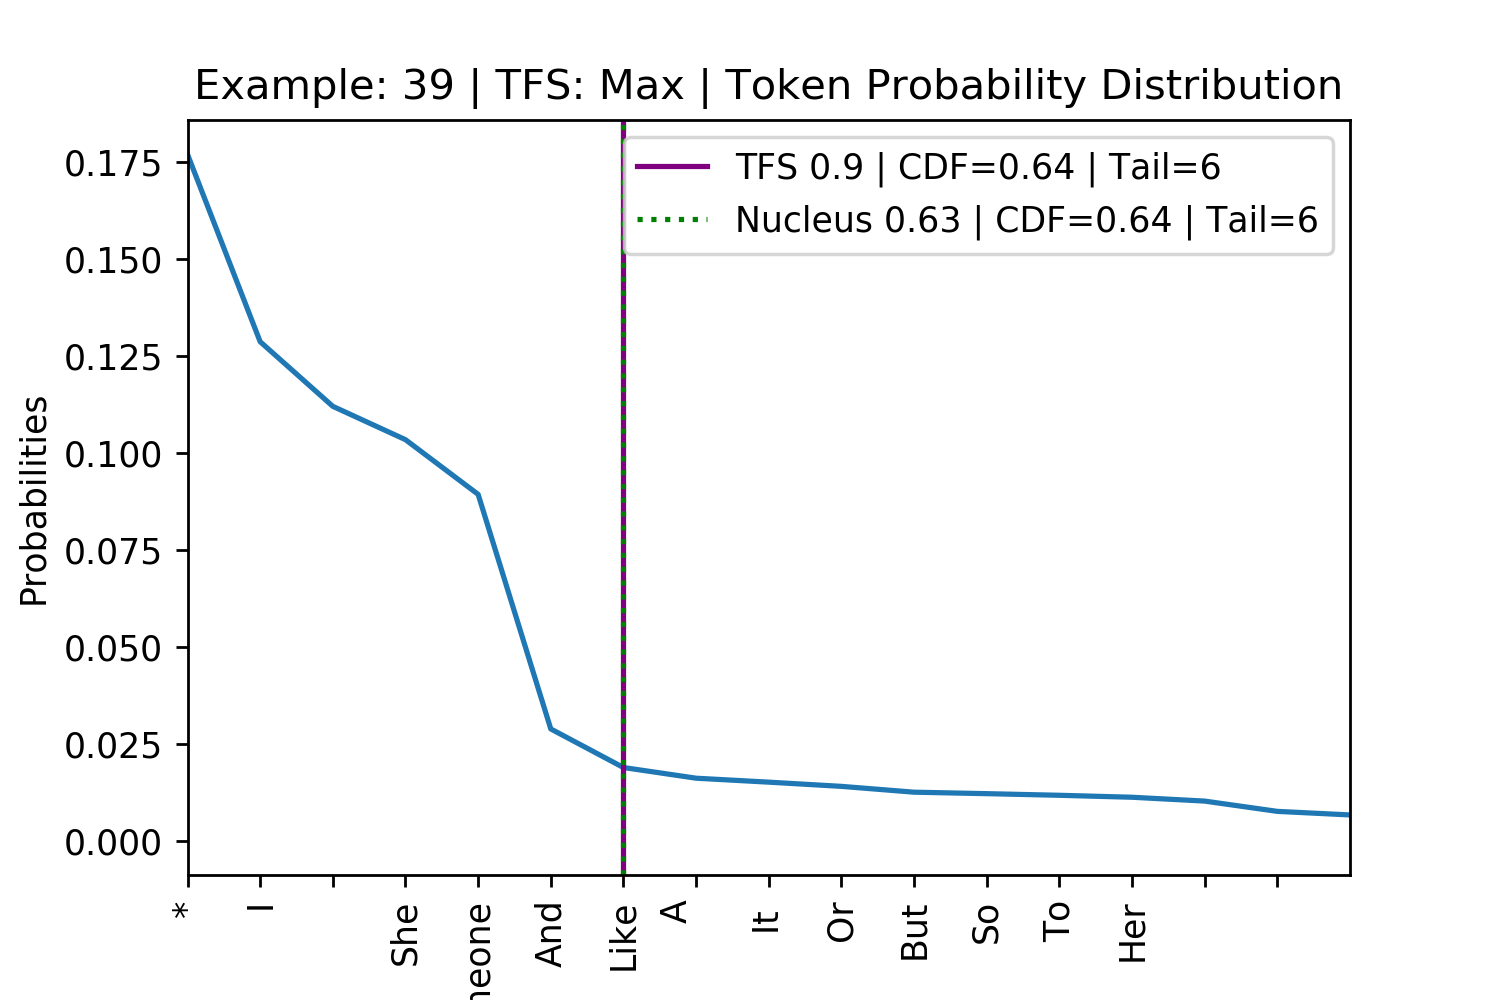 Example: 39 | TFS: Max | Token Probability Distribution
TFS 0.9 | CDF=0.64 | Tail=6
Nucleus 0.63 | CDF=0.64 | Tail=6
Probabilities
0.175
0.150
0.125
0.100
0.075
0.050
0.025
0.000
*
I
She
And
Like
A
It
Or
But
So
To
Her